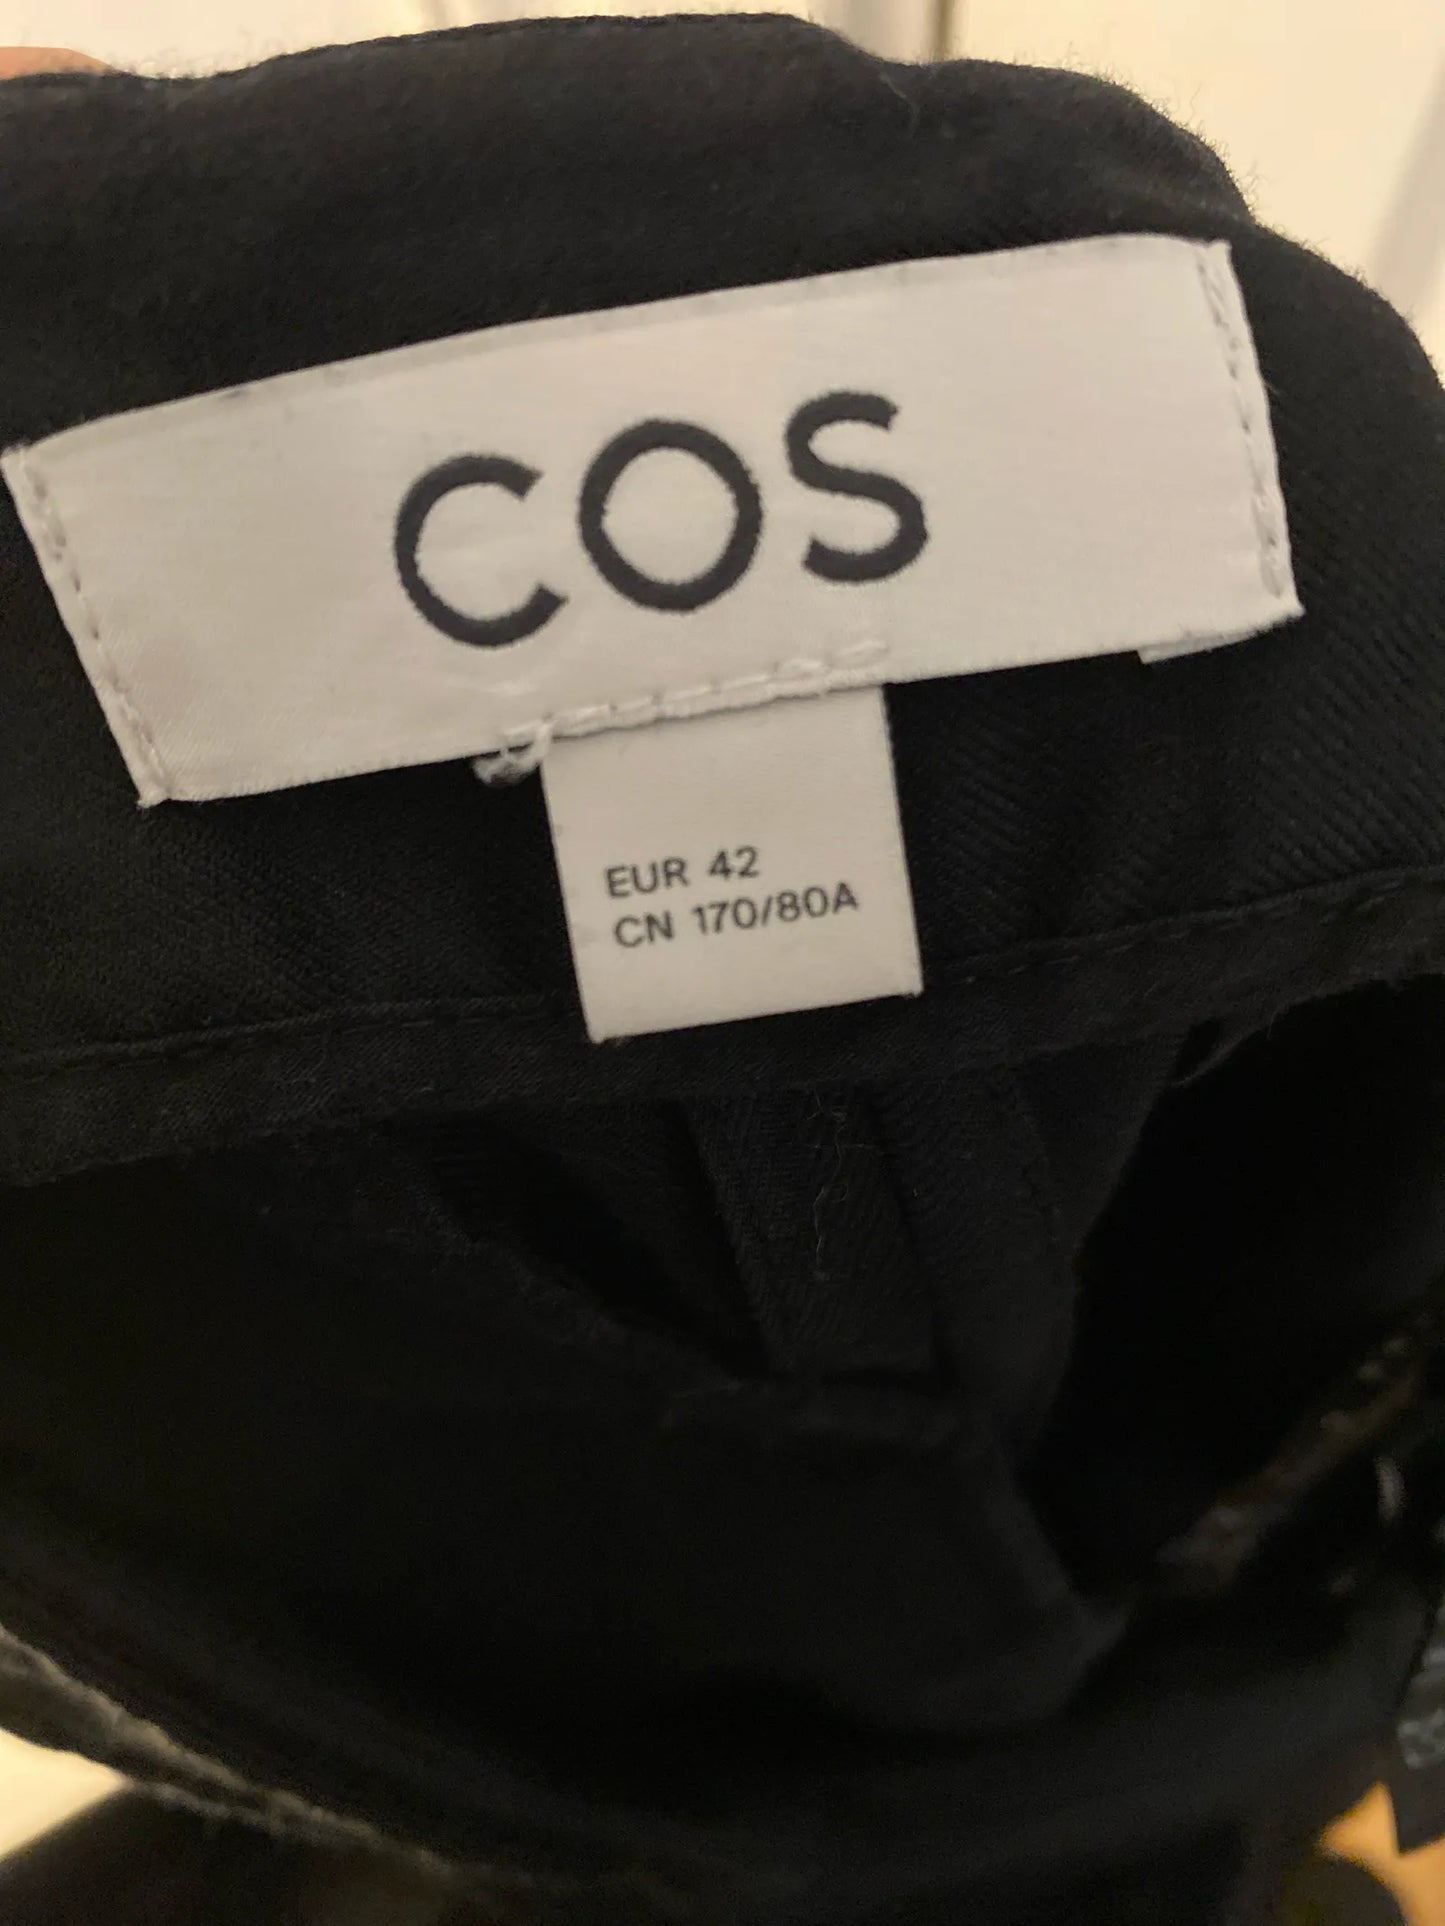 COS
EUR 42
CN 170/80A